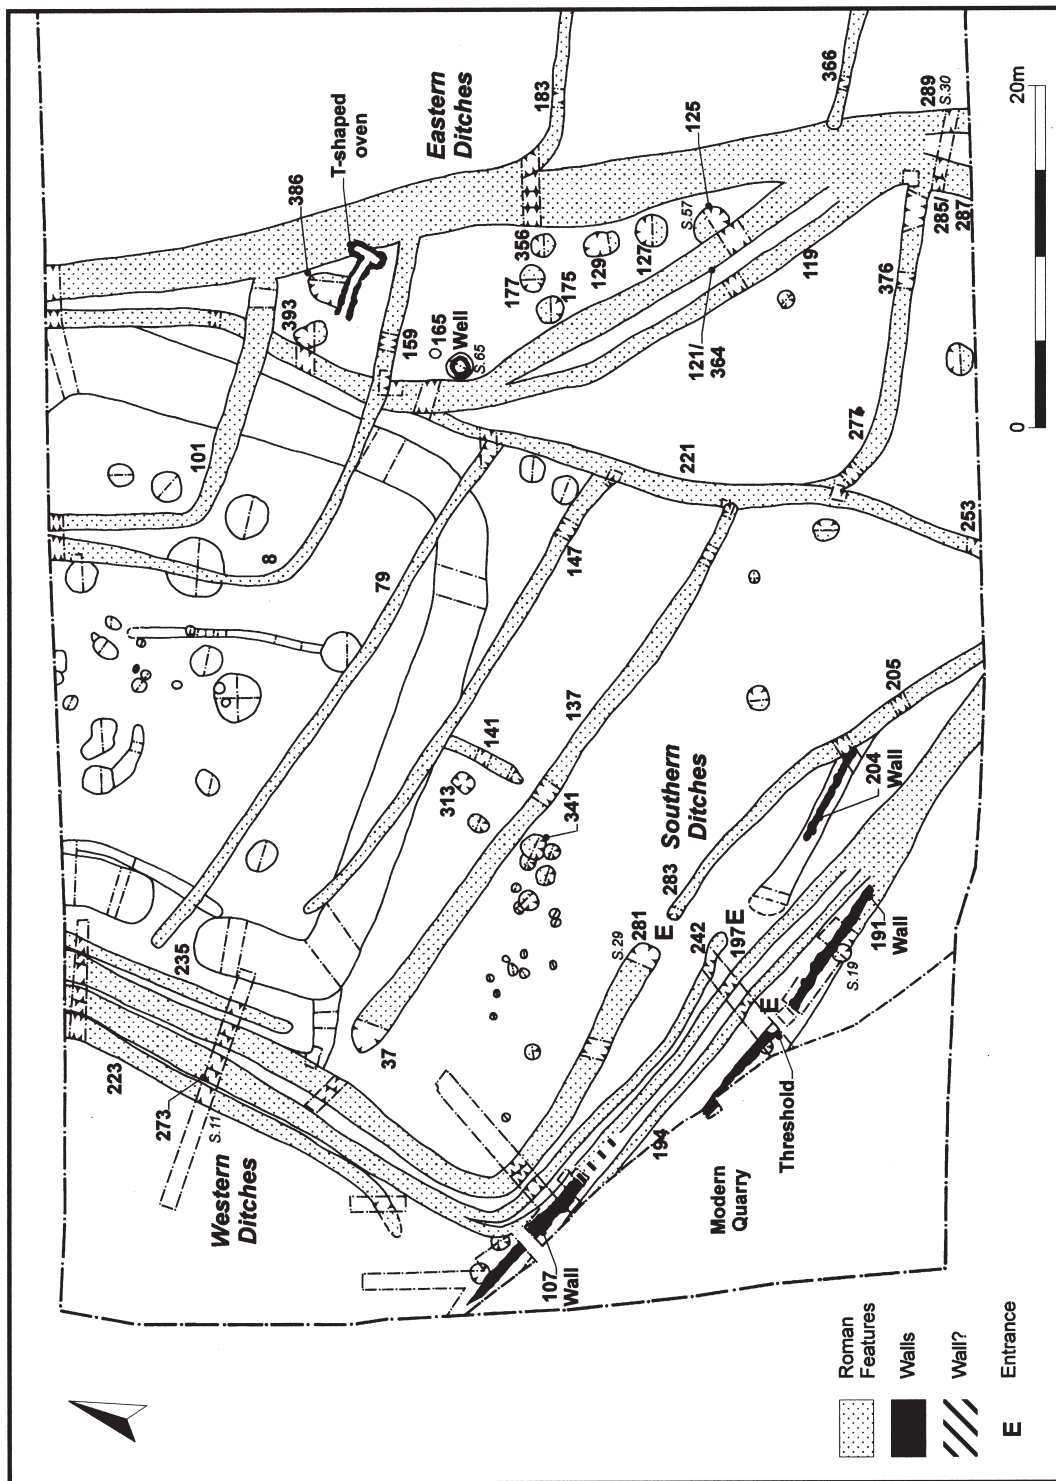 223
273
S.11
Western
Ditches
235
37
107
Wall
Modern
Quarry
194
Threshold
E
S.19
191
Wall
197E
242
S.29
281
E
283
Southern
Ditches
204
Wall
205
341
313
141
137
147
79
8
101
393
386
T-shaped
oven
159
165
Well
S.65
Eastern
Ditches
183
356
177
175
129
127
S.57
125
121/
364
119
221
277
376
253
285/
287
289
S.30
366
0
20m
Roman
Features
Walls
Wall?
E
Entrance